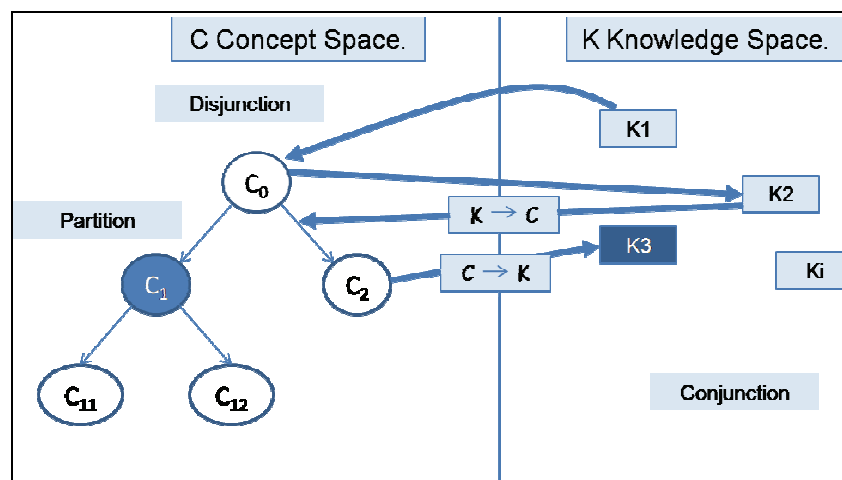 C Concept Space.
K Knowledge Space.
Disjunction
K1
C₀
K2
K → C
Partition
K3
C → K
Ki
C₁
C₂
C₁₁
C₁₂
Conjunction